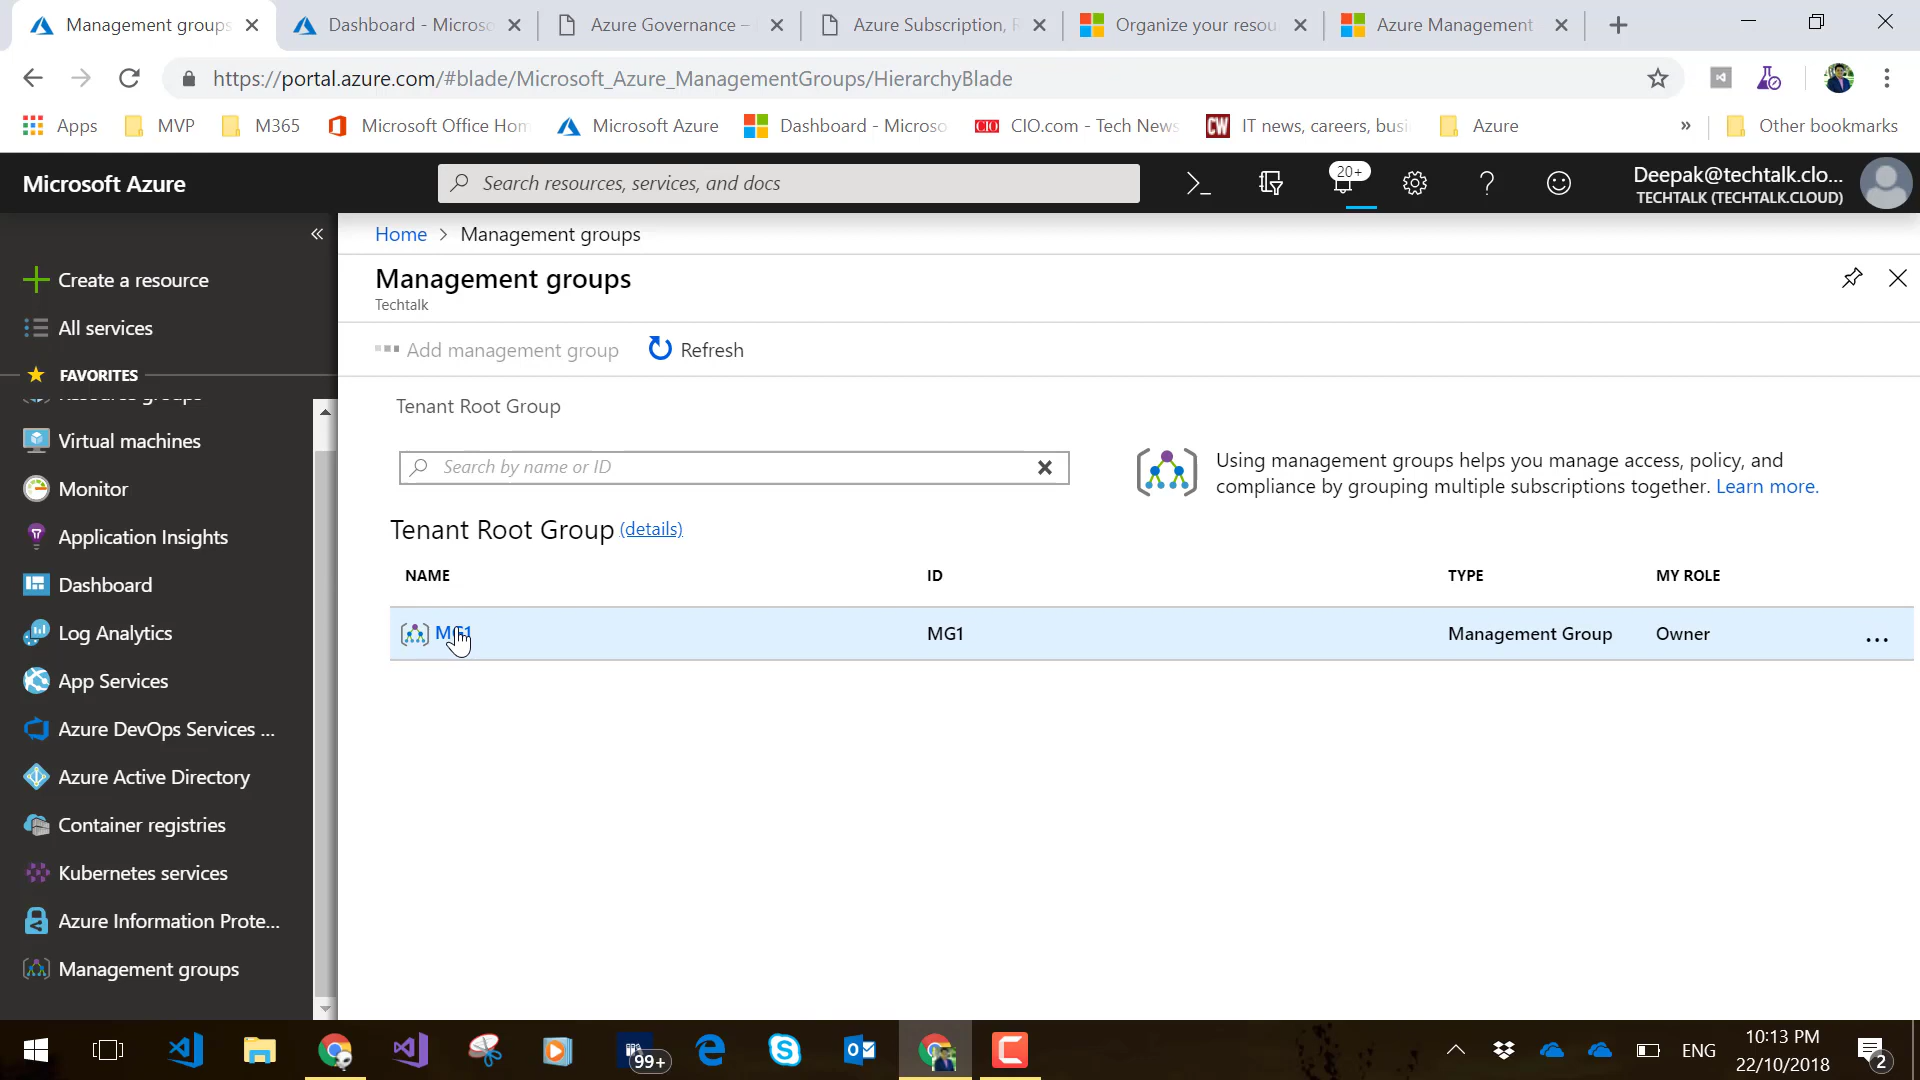 Management groups
Dashboard - Microso
Azure Governance –
Azure Subscription, R
Organize your resou
Azure Management
https://portal.azure.com/#blade/Microsoft_Azure_ManagementGroups/HierarchyBlade
Apps
MVP
M365
Microsoft Office Hom
Microsoft Azure
Dashboard - Microso
CIO
CIO.com - Tech News
CW
IT news, careers, busi
Azure
»
Other bookmarks
Microsoft Azure
Search resources, services, and docs
20+
Deepak@techtalk.clo...
TECHTALK (TECHTALK.CLOUD)
Home > Management groups
Management groups
Techtalk
Create a resource
All services
FAVORITES
Resource groups
Virtual machines
Monitor
Application Insights
Dashboard
Log Analytics
App Services
Azure DevOps Services ...
Azure Active Directory
Container registries
Kubernetes services
Azure Information Prote...
Management groups
Add management group
Refresh
Tenant Root Group
Search by name or ID
Using management groups helps you manage access, policy, and
compliance by grouping multiple subscriptions together. Learn more.
Tenant Root Group (details)
NAME ID TYPE MY ROLE
MG1 MG1 Management Group Owner ...
99+
ENG
10:13 PM
22/10/2018
2